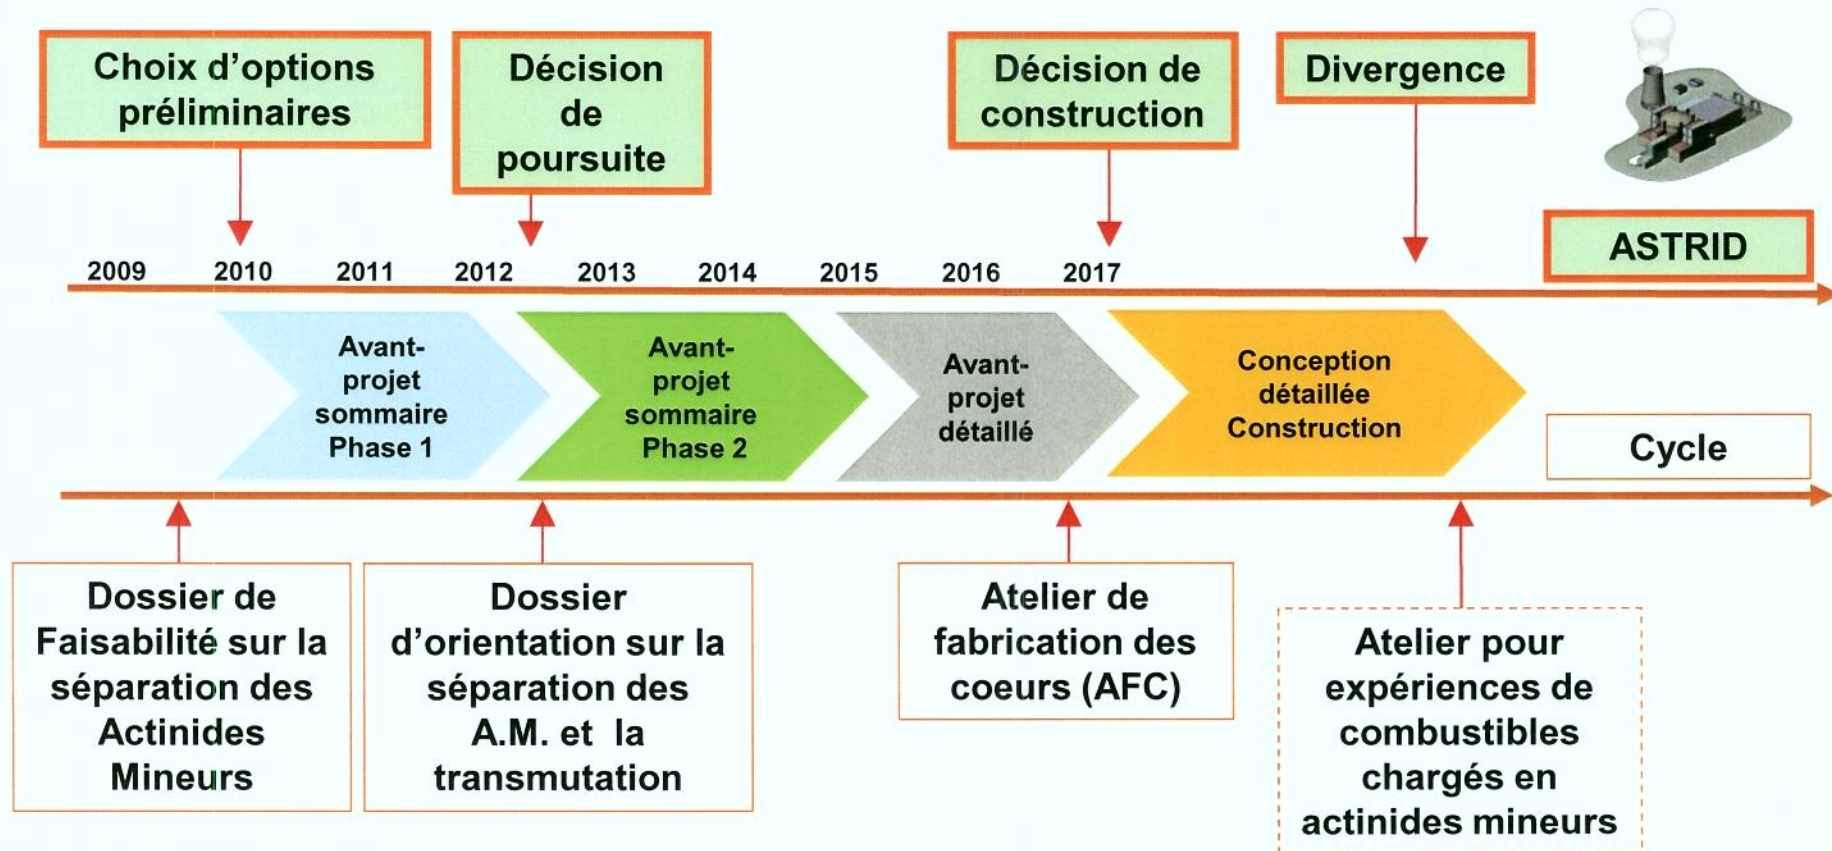 Choix d'options
préliminaires
Décision
de
poursuite
Décision de
construction
Divergence
ASTRID
2009 2010 2011 2012 2013 2014 2015 2016 2017
Avant-
projet
sommaire
Phase 1
Avant-
projet
sommaire
Phase 2
Avant-
projet
détaillé
Conception
détaillée
Construction
Cycle
Dossier de
Faisabilité sur la
séparation des
Actinides
Mineurs
Dossier
d'orientation sur la
séparation des
A.M. et la
transmutation
Atelier de
fabrication des
coeurs (AFC)
Atelier pour
expériences de
combustibles
chargés en
actinides mineurs